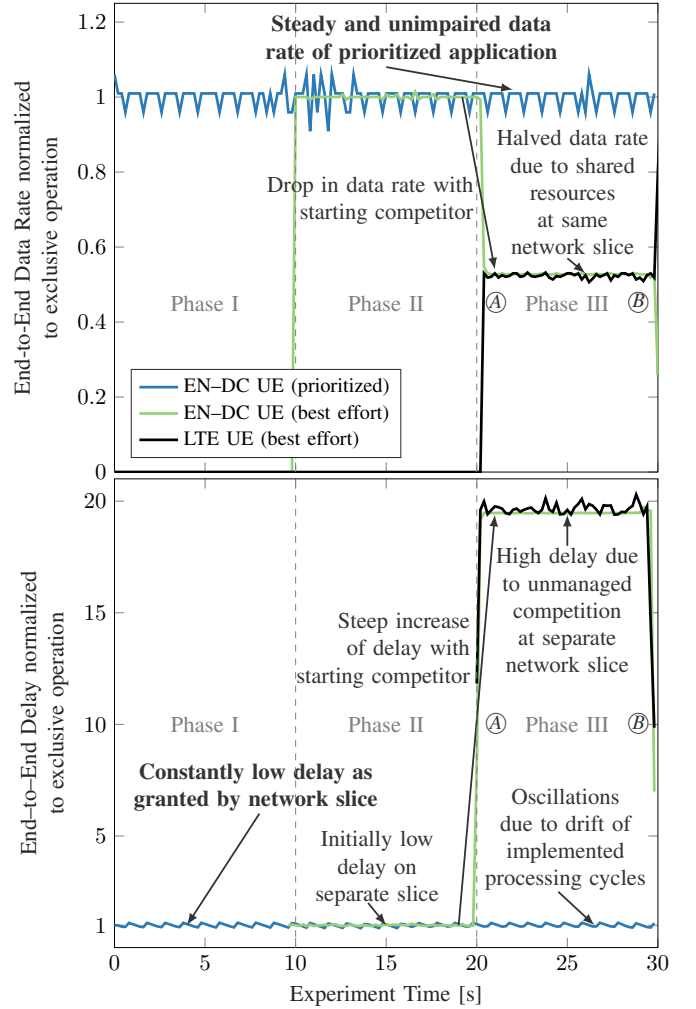 1.2
1
0.8
0.6
0.4
0.2
0
End-to-End Data Rate normalized
to exclusive operation
Steady and unimpaired data
rate of prioritized application
Drop in data rate with
starting competitor
Halved data rate
due to shared
resources
at same
network slice
Phase I
Phase II
A
Phase III
B
EN–DC UE (prioritized)
EN–DC UE (best effort)
LTE UE (best effort)
20
15
10
5
1
End–to–End Delay normalized
to exclusive operation
Steep increase
of delay with
starting competitor
High delay due
to unmanaged
competition
at separate
network slice
Phase I
Phase II
A
Phase III
B
Constantly low delay as
granted by network slice
Initially low
delay on
separate slice
Oscillations
due to drift of
implemented
processing cycles
0
5
10
15
20
25
30
Experiment Time [s]